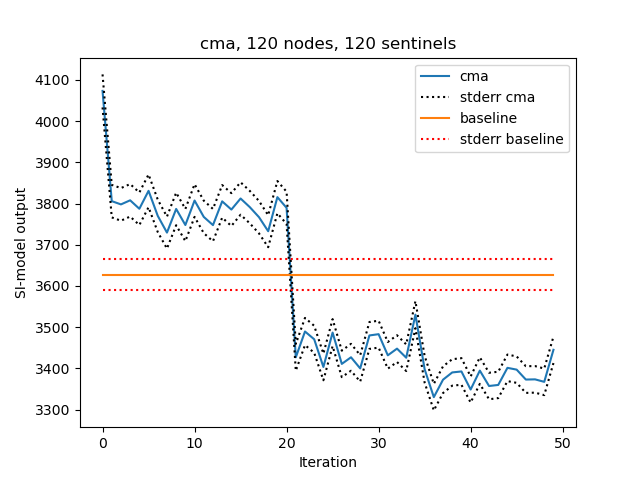 cma, 120 nodes, 120 sentinels
SI-model output
4100
4000
3900
3800
3700
3600
3500
3400
3300
cma
stderr cma
baseline
stderr baseline
0 10 20 30 40 50
Iteration